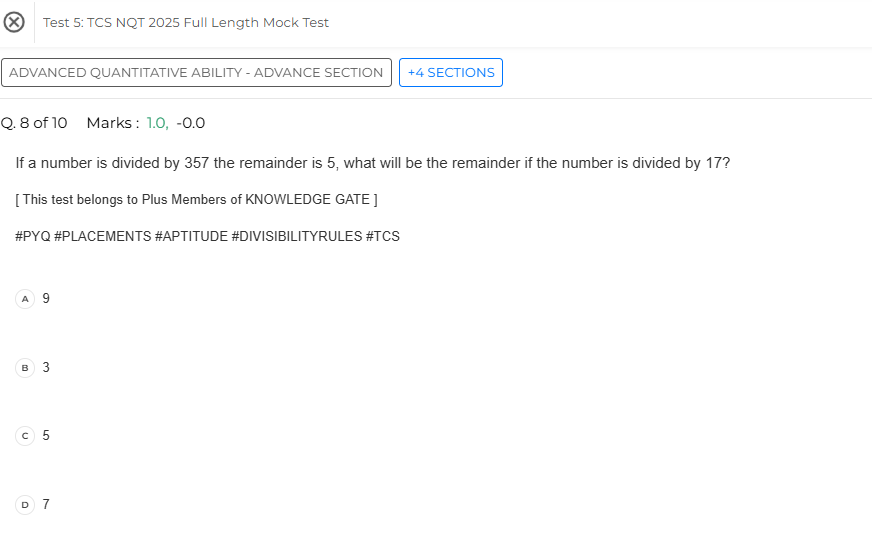 Test 5: TCS NQT 2025 Full Length Mock Test
ADVANCED QUANTITATIVE ABILITY - ADVANCE SECTION +4 SECTIONS
Q. 8 of 10 Marks : 1.0, -0.0
If a number is divided by 357 the remainder is 5, what will be the remainder if the number is divided by 17?
[ This test belongs to Plus Members of KNOWLEDGE GATE ]
#PYQ #PLACEMENTS #APTITUDE #DIVISIBILITYRULES #TCS
A 9
B 3
C 5
D 7